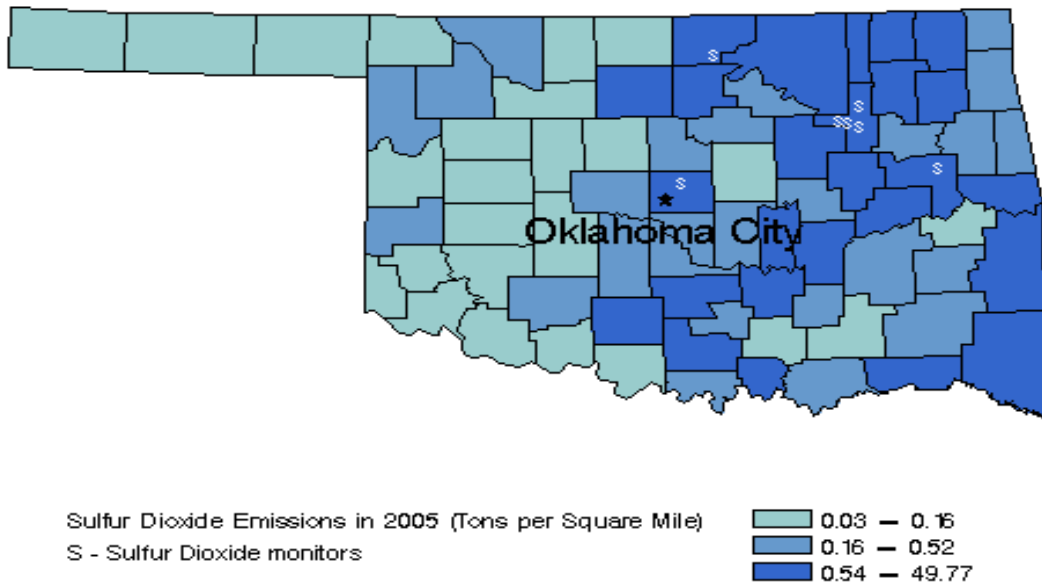 S
S
SS
S
S
S
Oklahoma City
Sulfur Dioxide Emissions in 2005 (Tons per Square Mile)
S - Sulfur Dioxide monitors
0.03 – 0.16
0.16 – 0.52
0.54 – 49.77